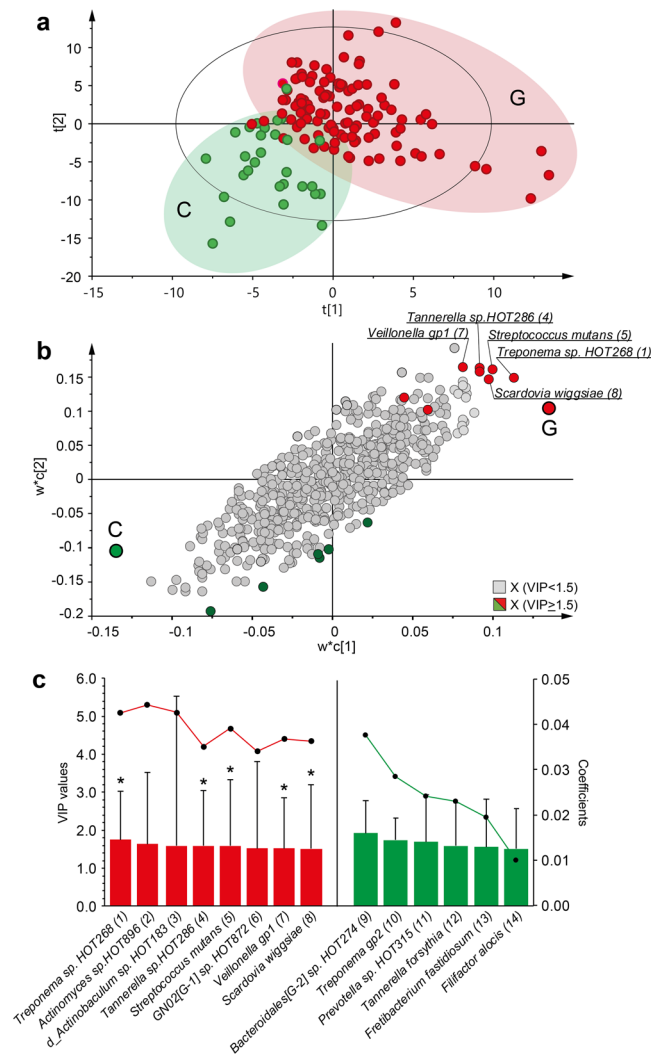 a
10
5
0
-5
-10
-15
-20
t[2]
G
C
-15
-10
-5
0
5
10
15
t[1]
Tannerella sp.HOT286 (4)
Veillonella gp1 (7)
Streptococcus mutans (5)
Treponema sp. HOT268 (1)
Scardovia wiggsiae (8)
b
0.15
0.10
0.05
0
-0.05
-0.1
-0.15
-0.2
w*c[2]
G
C
X (VIP<1.5)
X (VIP≥1.5)
-0.15
-0.1
-0.05
0
0.05
0.1
w*c[1]
c
6.0
5.0
4.0
3.0
2.0
1.0
0.0
VIP values
* * * * *
0.05
0.04
0.03
0.02
0.01
0.00
Coefficients
Treponema sp. HOT268 (1)
Actinomyces sp.HOT896 (2)
d_Actinobaculum sp. HOT183 (3)
Tannerella sp.HOT286 (4)
Streptococcus mutans (5)
GN02[G-1] sp. HOT872 (6)
Veilonella gp1 (7)
Scardovia wiggsiae (8)
Bacteroidales[G-2] sp. HOT274 (9)
Treponema gp2 (10)
Prevotella sp. HOT315 (11)
Tannerella forsythia (12)
Fretibacterium fastidiosum (13)
Filifactor alocis (14)